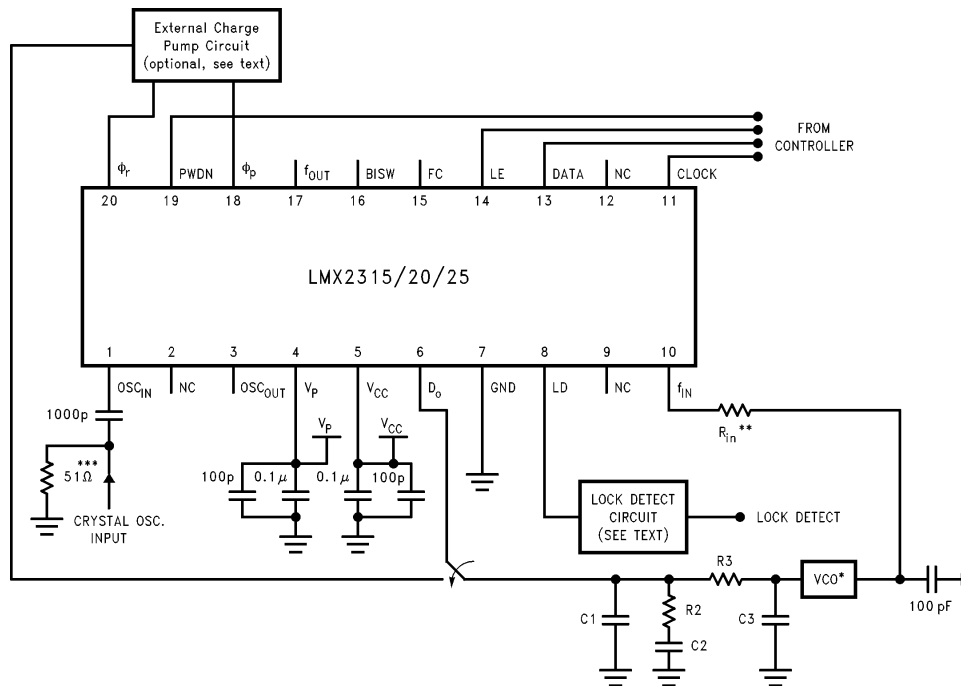 External Charge
Pump Circuit
(optional, see text)
FROM
CONTROLLER
ϕr
PWDN
ϕp
fOUT
BISW
FC
LE
DATA
NC
CLOCK
20
19
18
17
16
15
14
13
12
11
LMX2315/20/25
1
2
3
4
5
6
7
8
9
10
OSCIN
NC
OSCOUT
VP
VCC
Do
GND
LD
NC
fIN
1000p
VP
VCC
Rin**
***
51Ω
100p
0.1μ
0.1μ
100p
CRYSTAL OSC.
INPUT
LOCK DETECT
CIRCUIT
(SEE TEXT)
LOCK DETECT
R3
VCO*
100 pF
C1
R2
C2
C3